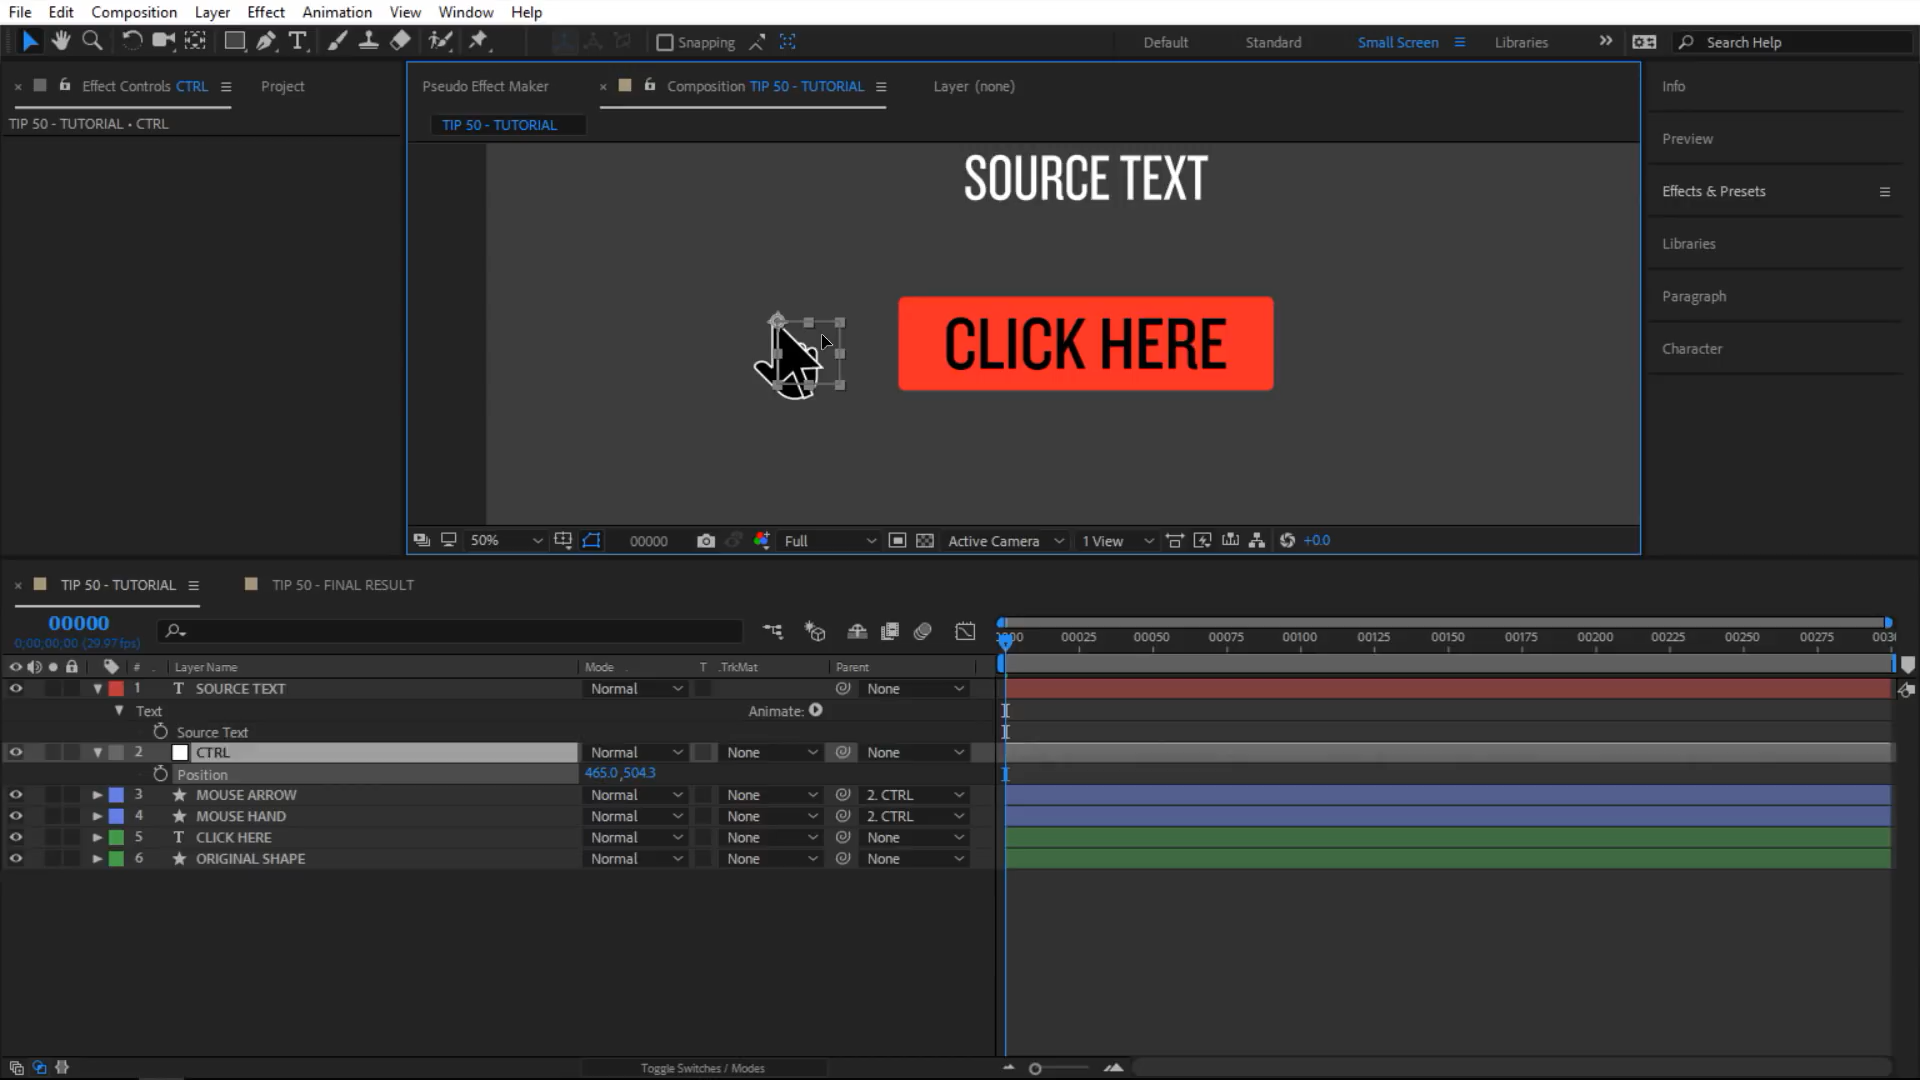 File Edit Composition Layer Effect Animation View Window Help
Snapping Default Standard Small Screen Libraries Search Help
Effect Controls CTRL Project Pseudo Effect Maker Composition TIP 50 - TUTORIAL Layer (none) Info
TIP 50 - TUTORIAL • CTRL TIP 50 - TUTORIAL
Preview
SOURCE TEXT
Effects & Presets
Libraries
Paragraph
CLICK HERE
Character
50% 00000 Full Active Camera 1 View +0.0
TIP 50 - TUTORIAL TIP 50 - FINAL RESULT
00000
0;00;00;00 (29.97fps)
00025 00050 00075 00100 00125 00150 00175 00200 00225 00250 00275
# Layer Name Mode T .TrkMat Parent
1 T SOURCE TEXT Normal None
Text Animate:
Source Text
2 CTRL Normal None None
Position 465.0,504.3
3 MOUSE ARROW Normal None 2. CTRL
4 MOUSE HAND Normal None 2. CTRL
5 T CLICK HERE Normal None None
6 ORIGINAL SHAPE Normal None None
Toggle Switches / Modes